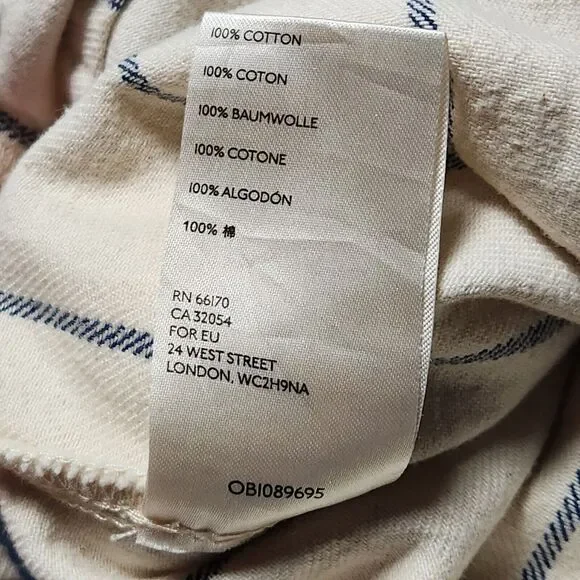 100% COTTON
100% COTON
100% BAUMWOLLE
100% COTONE
100% ALGODÓN
100% 棉
RN 66170
CA 32054
FOR EU
24 WEST STREET
LONDON, WC2H9NA
OB1089695